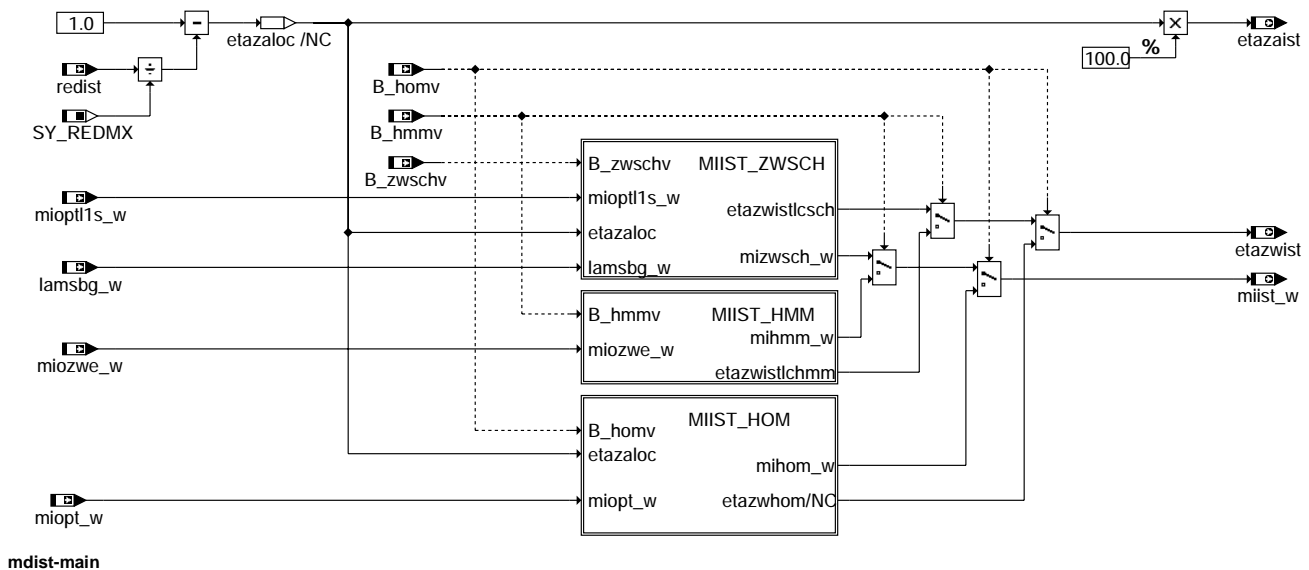 1.0
-
etazaloc /NC
X
etazaist
%
100.0
redist
÷
SY_REDMX
B_homv
B_hmmv
B_zwschv
B_zwschv
MIIST_ZWSCH
mioptl1s_w
mioptl1s_w
etazwistlcsch
etazaloc
mizwsch_w
lamsbg_w
lamsbg_w
etazwist
miist_w
B_hmmv
MIIST_HMM
mihmm_w
miozwe_w
miozwe_w
etazwistlchmm
MIIST_HOM
B_homv
etazaloc
mihom_w
miopt_w
miopt_w
etazwhom/NC
mdist-main